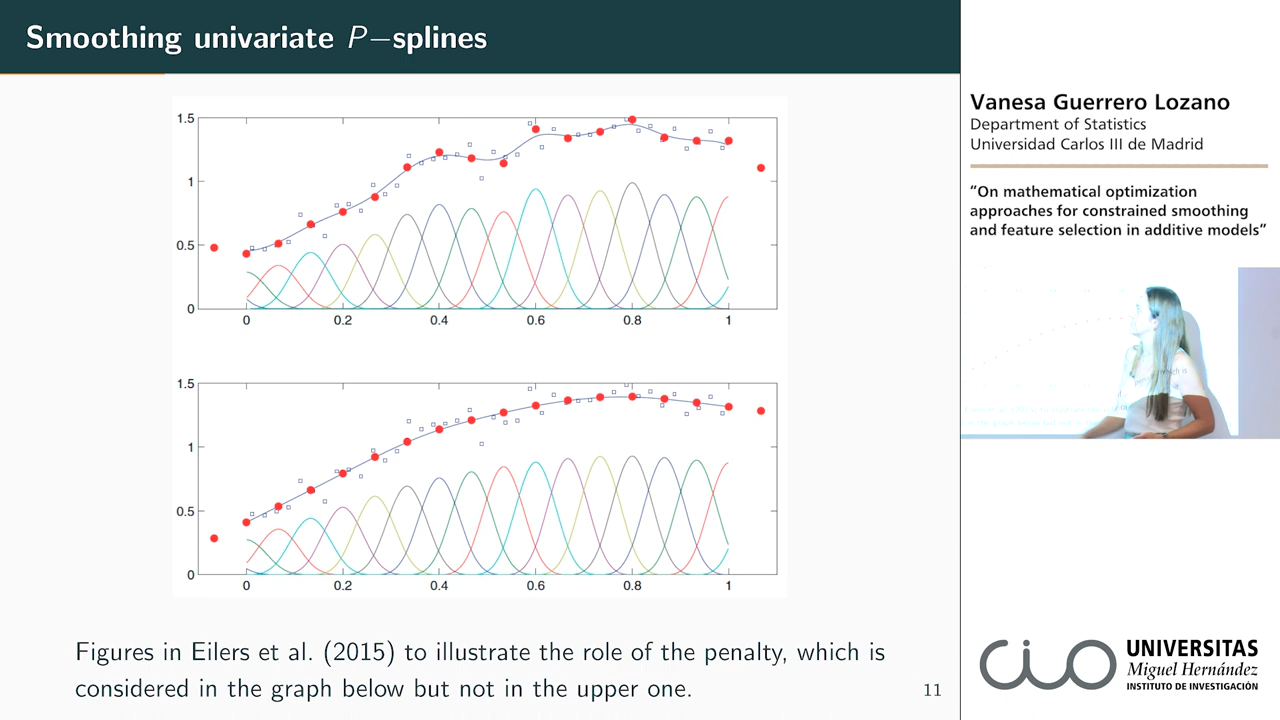 Smoothing univariate P−splines
1.5
1
0.5
0
0 0.2 0.4 0.6 0.8 1
1.5
1
0.5
0
0 0.2 0.4 0.6 0.8 1
Figures in Eilers et al. (2015) to illustrate the role of the penalty, which is
considered in the graph below but not in the upper one.
11
Vanesa Guerrero Lozano
Department of Statistics
Universidad Carlos III de Madrid
“On mathematical optimization
approaches for constrained smoothing
and feature selection in additive models”
cio
UNIVERSITAS
Miguel Hernández
INSTITUTO DE INVESTIGACIÓN